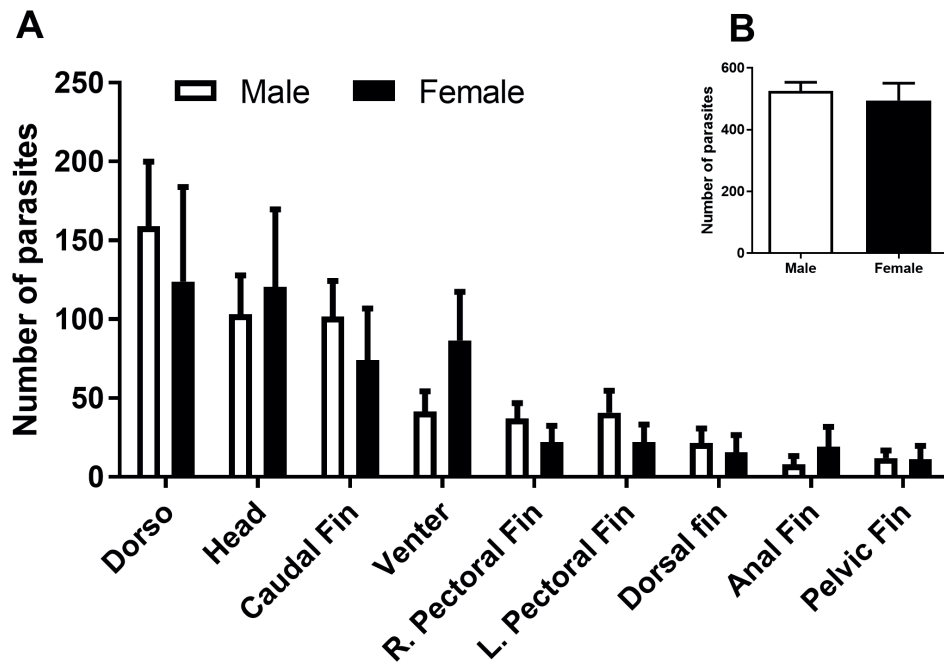 A
B
Number of parasites
250
200
150
100
50
0
Male
Female
Dorso
Head
Caudal Fin
Venter
R. Pectoral Fin
L. Pectoral Fin
Dorsal fin
Anal Fin
Pelvic Fin
Number of parasites
600
400
200
0
Male
Female